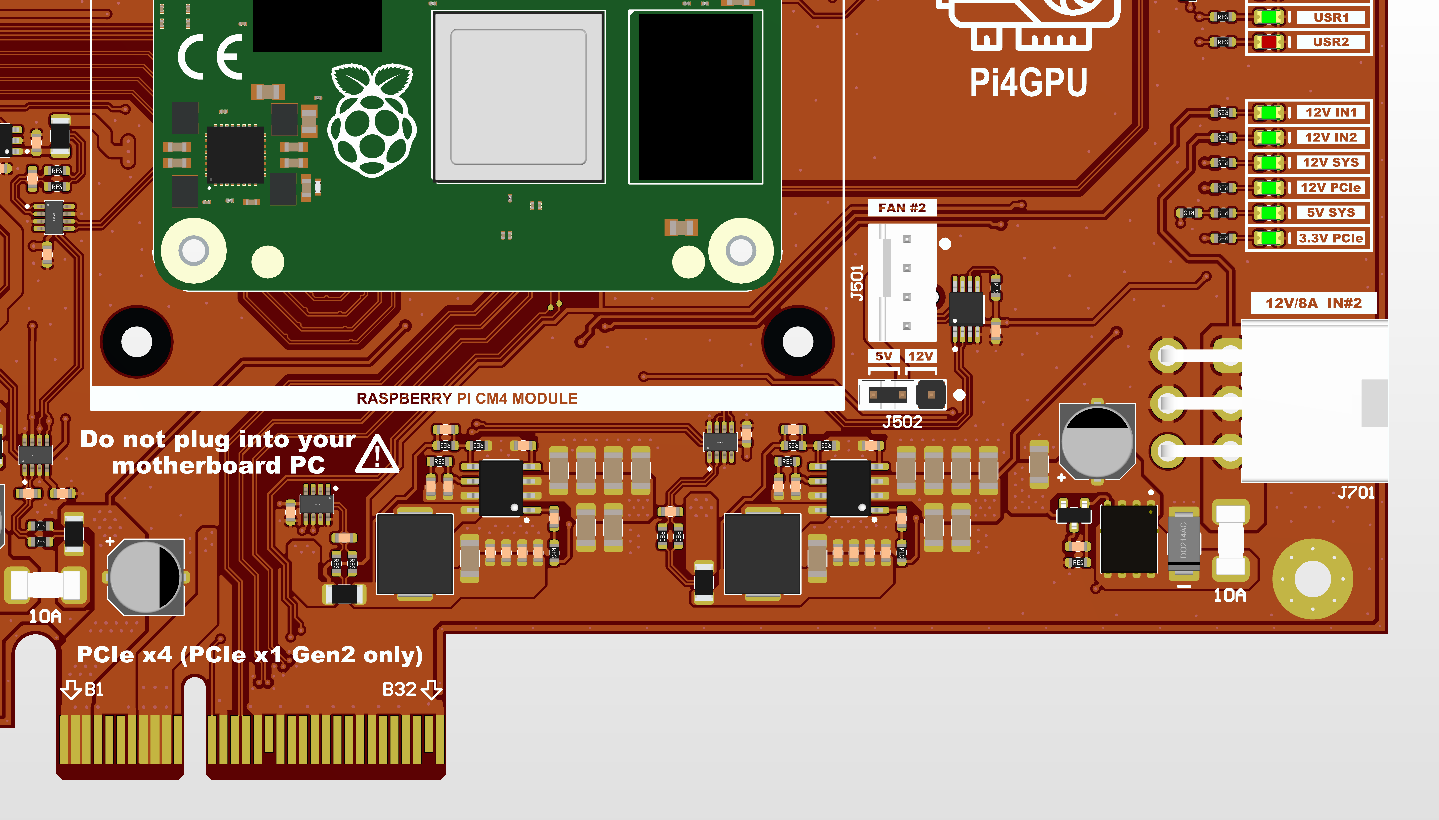 USR1
USR2
Pi4GPU
12V IN1
12V IN2
12V SYS
12V PCIe
5V SYS
3.3V PCIe
CE
FAN #2
J501
12V/8A IN#2
5V 12V
RASPBERRY PI CM4 MODULE
J502
Do not plug into your
motherboard PC
J701
10A
10A
PCIe x4 (PCIe x1 Gen2 only)
B1
B32